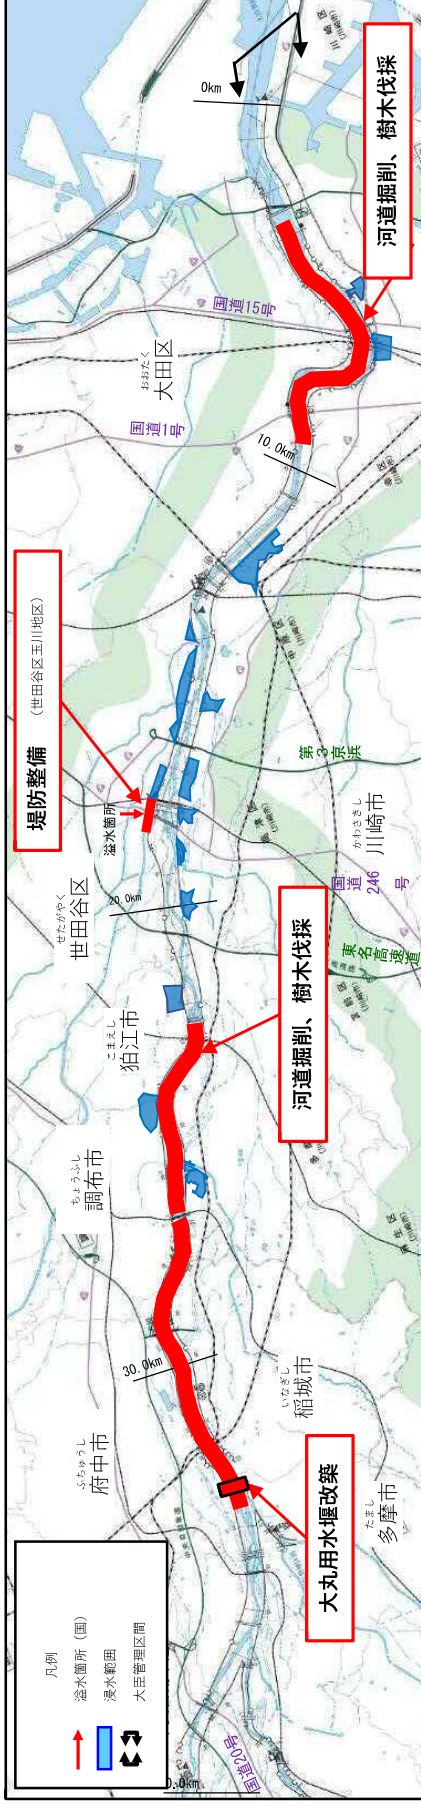 凡例
溢水箇所（国）
浸水範囲
大臣管理区間
国道20号
ふちゅうし
府中市
たまし
多摩市
大丸用水堰改築
30.0km
いなぎし
稲城市
ちょうふし
調布市
こまえし
狛江市
河道掘削、樹木伐採
せたがやく
世田谷区
20.0km
東名高速道
国道
246
号
かわさきし
川崎市
堤防整備
（世田谷区玉川地区）
溢水箇所
第3京浜
中原区
10.0km
国道1号
おおたく
大田区
国道15号
河道掘削、樹木伐採
0km
川崎区